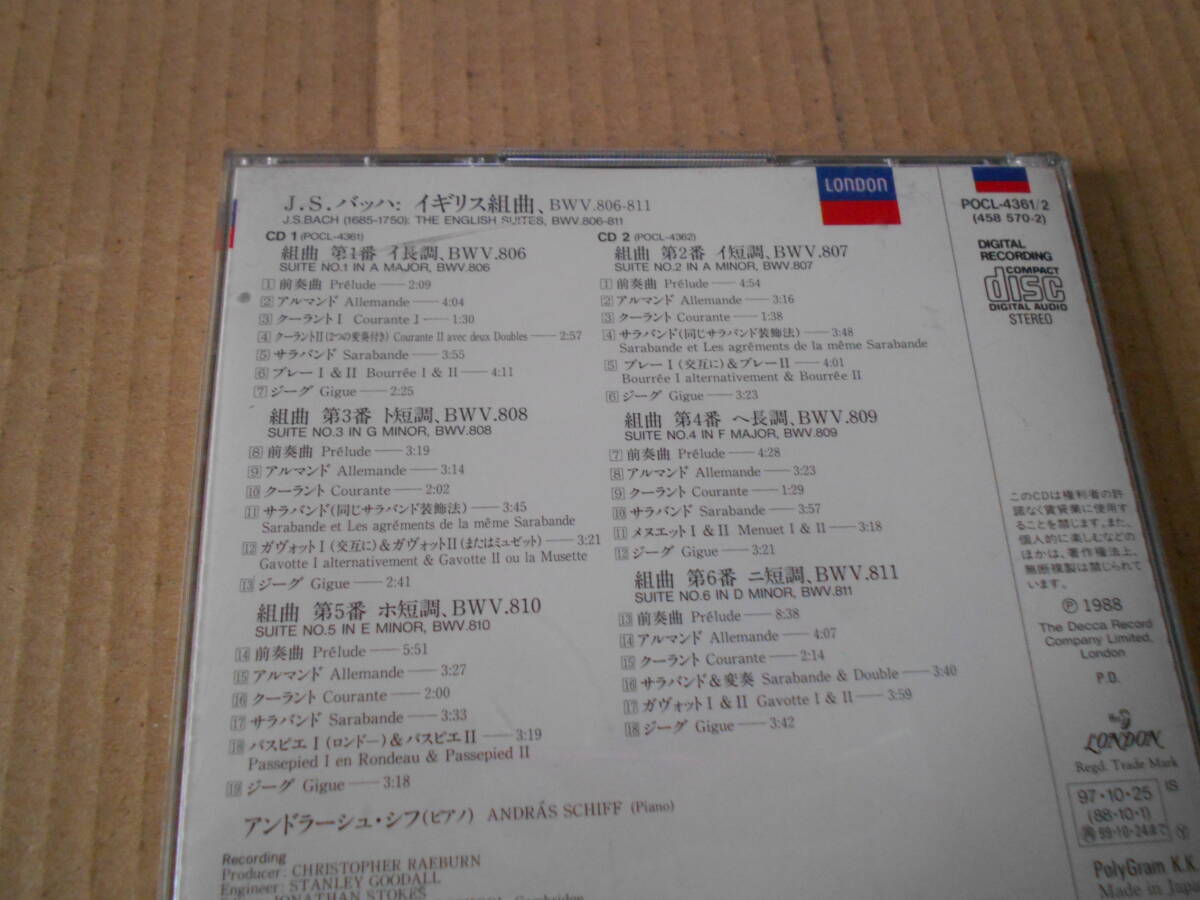 J.S.バッハ: イギリス組曲、BWV.806-811
J.S.BACH (1685-1750): THE ENGLISH SUITES, BWV.806-811
CD 1 (POCL-4361)
組曲 第1番 イ長調、BWV.806
SUITE NO.1 IN A MAJOR, BWV.806
1 前奏曲 Prélude — 2:09
2 アルマンド Allemande — 4:04
3 クーラントI Courante I — 1:30
4 クーラントII(2つの変奏付き) Courante II avec deux Doubles — 2:57
5 サラバンド Sarabande — 3:55
6 ブレーI & II Bourrée I & II — 4:11
7 ジーグ Gigue — 2:25
組曲 第3番 ト短調、BWV.808
SUITE NO.3 IN G MINOR, BWV.808
8 前奏曲 Prélude — 3:19
9 アルマンド Allemande — 3:14
10 クーラント Courante — 2:02
11 サラバンド(同じサラバンド装飾法) — 3:45
Sarabande et Les agréments de la même Sarabande
12 ガヴォットI(交互に)&ガヴォットII(またはミュゼット) — 3:21
Gavotte I alternativement & Gavotte II ou la Musette
13 ジーグ Gigue — 2:41
組曲 第5番 ホ短調、BWV.810
SUITE NO.5 IN E MINOR, BWV.810
14 前奏曲 Prélude — 5:51
15 アルマンド Allemande — 3:27
16 クーラント Courante — 2:00
17 サラバンド Sarabande — 3:33
18 パスピエI(ロンドー)&パスピエII — 3:19
Passepied I en Rondeau & Passepied II
19 ジーグ Gigue — 3:18
CD 2 (POCL-4362)
組曲 第2番 イ短調、BWV.807
SUITE NO.2 IN A MINOR, BWV.807
1 前奏曲 Prélude — 4:54
2 アルマンド Allemande — 3:16
3 クーラント Courante — 1:38
4 サラバンド(同じサラバンド装飾法) — 3:48
Sarabande et Les agréments de la même Sarabande
5 ブレーI(交互に)&ブレーII — 4:01
Bourrée I alternativement & Bourrée II
6 ジーグ Gigue — 3:23
組曲 第4番 ヘ長調、BWV.809
SUITE NO.4 IN F MAJOR, BWV.809
7 前奏曲 Prélude — 4:28
8 アルマンド Allemande — 3:23
9 クーラント Courante — 1:29
10 サラバンド Sarabande — 3:57
11 メヌエットI & II Menuet I & II — 3:18
12 ジーグ Gigue — 3:21
組曲 第6番 ニ短調、BWV.811
SUITE NO.6 IN D MINOR, BWV.811
13 前奏曲 Prélude — 8:38
14 アルマンド Allemande — 4:07
15 クーラント Courante — 2:14
16 サラバンド&変奏 Sarabande & Double — 3:40
17 ガヴォットI & II Gavotte I & II — 3:59
18 ジーグ Gigue — 3:42
アンドラーシュ・シフ(ピアノ) ANDRÁS SCHIFF (Piano)
Recording
Producer: CHRISTOPHER RAEBURN
Engineer: STANLEY GOODALL
JONATHAN STOKES
LONDON
POCL-4361/2
(458 570-2)
DIGITAL
RECORDING
COMPACT
disc
DIGITAL AUDIO
STEREO
このCDは権利者の許
諾なく賃貸業に使用す
ることを禁じます。また、
個人的に楽しむなどの
ほかは、著作権法上、
無断複製は禁じられて
います。
℗ 1988
The Decca Record
Company Limited,
London
P.D.
LONDON
Regd. Trade Mark
97・10・25
(88・10・1)
99・10・24まで
IS
Y
PolyGram K.K.
Made in Japa